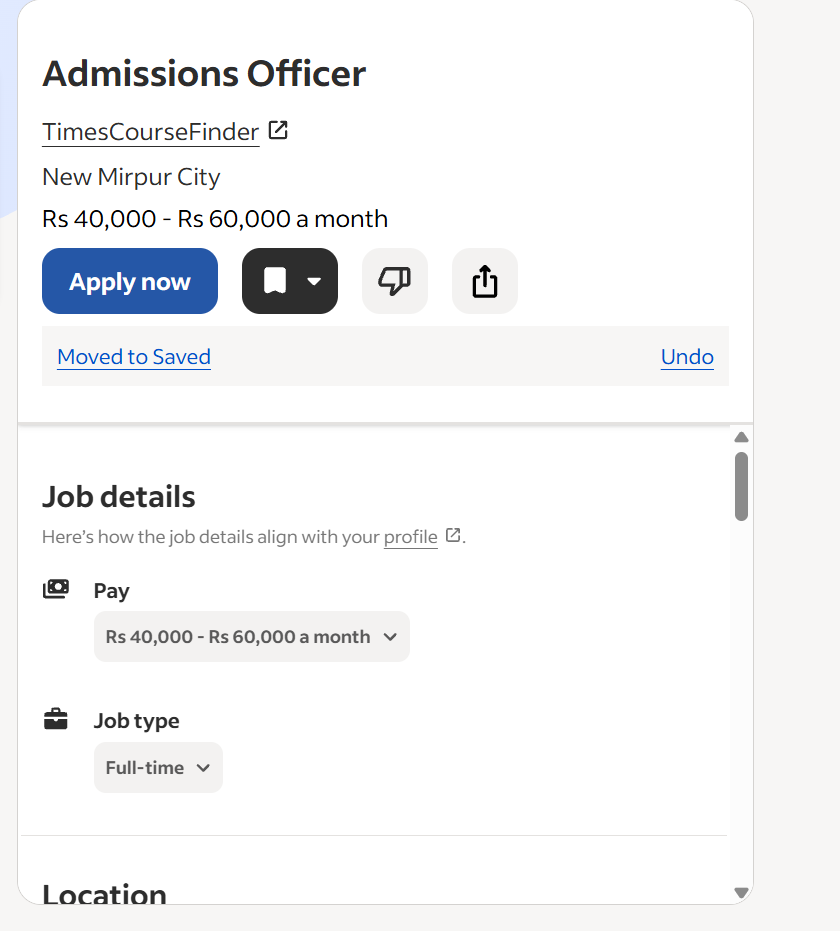 Admissions Officer
TimesCourseFinder
New Mirpur City
Rs 40,000 - Rs 60,000 a month
Apply now
Moved to Saved Undo
Job details
Here’s how the job details align with your profile .
Pay
Rs 40,000 - Rs 60,000 a month
Job type
Full-time
Location